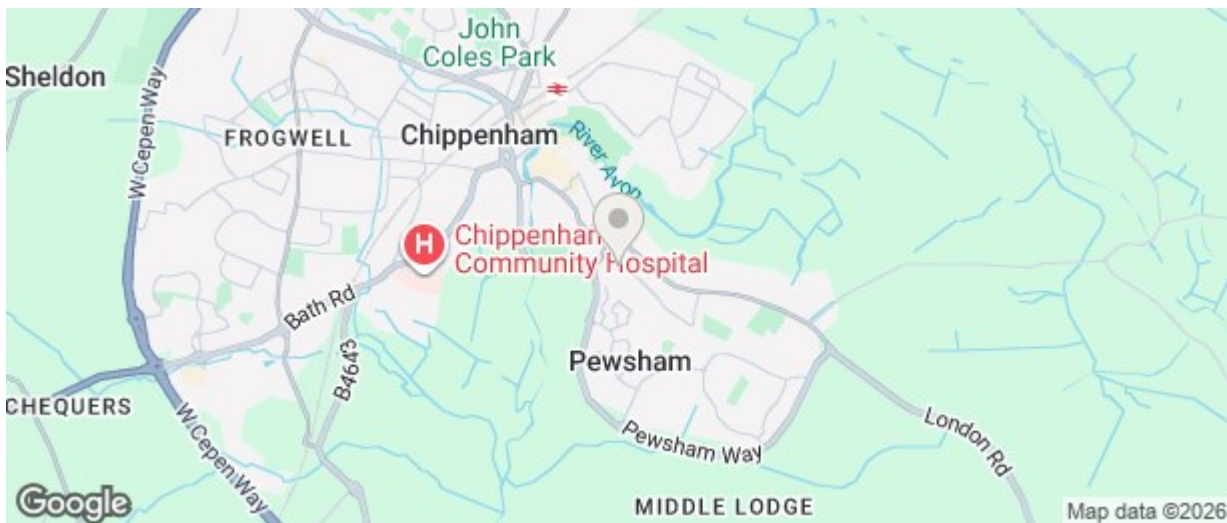 John
Coles Park
Sheldon
W Cepen Way
FROGWELL
Chippenham
River Avon
H
Chippenham
Community Hospital
Bath Rd
B4643
Pewsham
CHEQUERS
W Cepen Way
Pewsham Way
London Rd
MIDDLE LODGE
Google
Map data ©2026